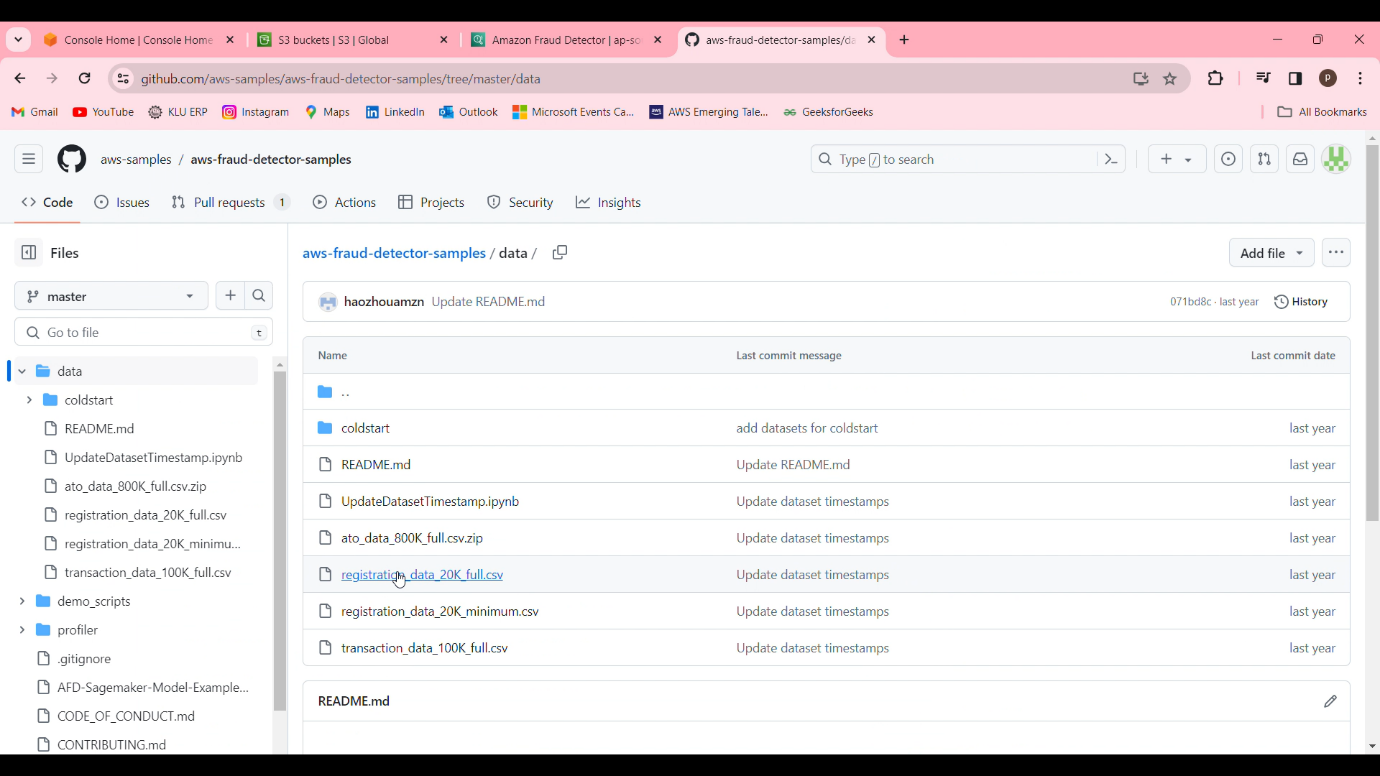 Console Home | Console Home
S3 buckets | S3 | Global
Amazon Fraud Detector | ap-so
aws-fraud-detector-samples/da
github.com/aws-samples/aws-fraud-detector-samples/tree/master/data
P
Gmail
YouTube
KLU ERP
Instagram
Maps
LinkedIn
Outlook
Microsoft Events Ca...
AWS Emerging Tale...
GeeksforGeeks
All Bookmarks
aws-samples / aws-fraud-detector-samples
Type / to search
Code
Issues
Pull requests 1
Actions
Projects
Security
Insights
Files
aws-fraud-detector-samples / data /
Add file
master
haozhouamzn Update README.md
071bd8c · last year
History
Go to file
t
Name
Last commit message
Last commit date
data
..
coldstart
coldstart
add datasets for coldstart
last year
README.md
README.md
Update README.md
last year
UpdateDatasetTimestamp.ipynb
UpdateDatasetTimestamp.ipynb
Update dataset timestamps
last year
ato_data_800K_full.csv.zip
ato_data_800K_full.csv.zip
Update dataset timestamps
last year
registration_data_20K_full.csv
registration_data_20K_full.csv
Update dataset timestamps
last year
registration_data_20K_minimu...
registration_data_20K_minimum.csv
Update dataset timestamps
last year
transaction_data_100K_full.csv
transaction_data_100K_full.csv
Update dataset timestamps
last year
demo_scripts
profiler
.gitignore
AFD-Sagemaker-Model-Example...
CODE_OF_CONDUCT.md
CONTRIBUTING.md
README.md